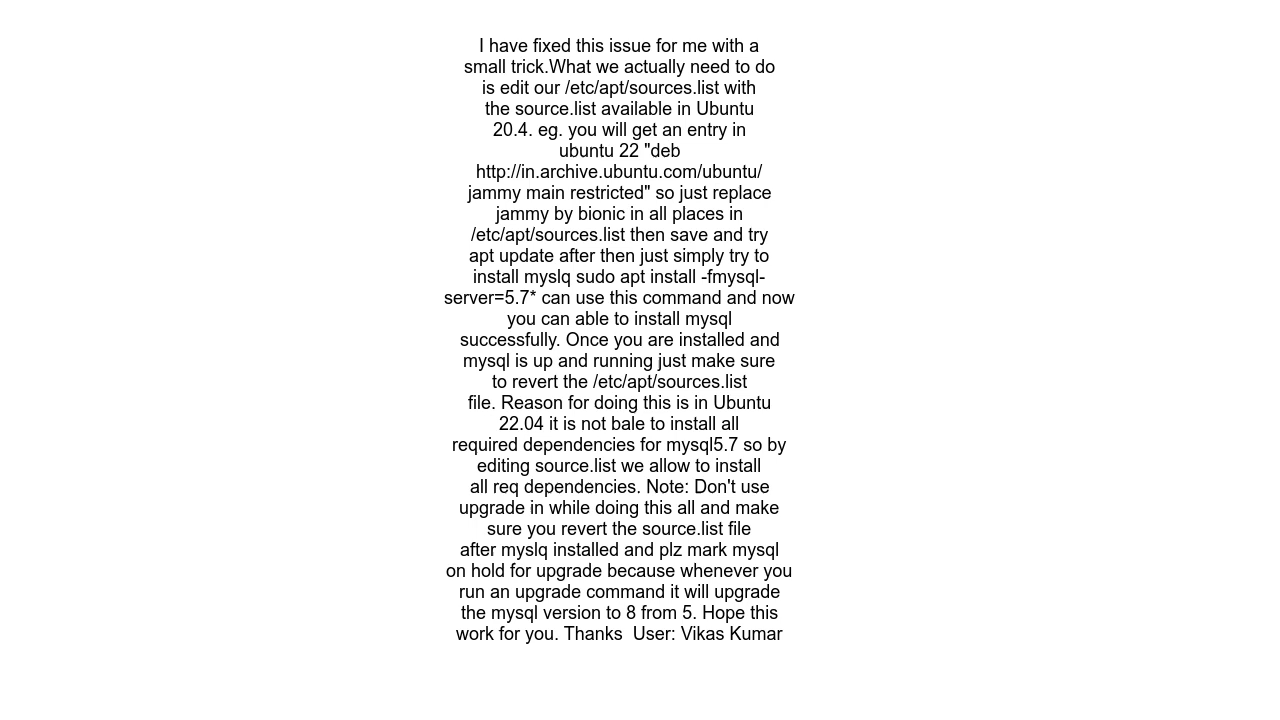 I have fixed this issue for me with a
small trick.What we actually need to do
is edit our /etc/apt/sources.list with
the source.list available in Ubuntu
20.4. eg. you will get an entry in
ubuntu 22 "deb
http://in.archive.ubuntu.com/ubuntu/
jammy main restricted" so just replace
jammy by bionic in all places in
/etc/apt/sources.list then save and try
apt update after then just simply try to
install myslq sudo apt install -fmysql-
server=5.7* can use this command and now
you can able to install mysql
successfully. Once you are installed and
mysql is up and running just make sure
to revert the /etc/apt/sources.list
file. Reason for doing this is in Ubuntu
22.04 it is not bale to install all
required dependencies for mysql5.7 so by
editing source.list we allow to install
all req dependencies. Note: Don't use
upgrade in while doing this all and make
sure you revert the source.list file
after myslq installed and plz mark mysql
on hold for upgrade because whenever you
run an upgrade command it will upgrade
the mysql version to 8 from 5. Hope this
work for you. Thanks  User: Vikas Kumar